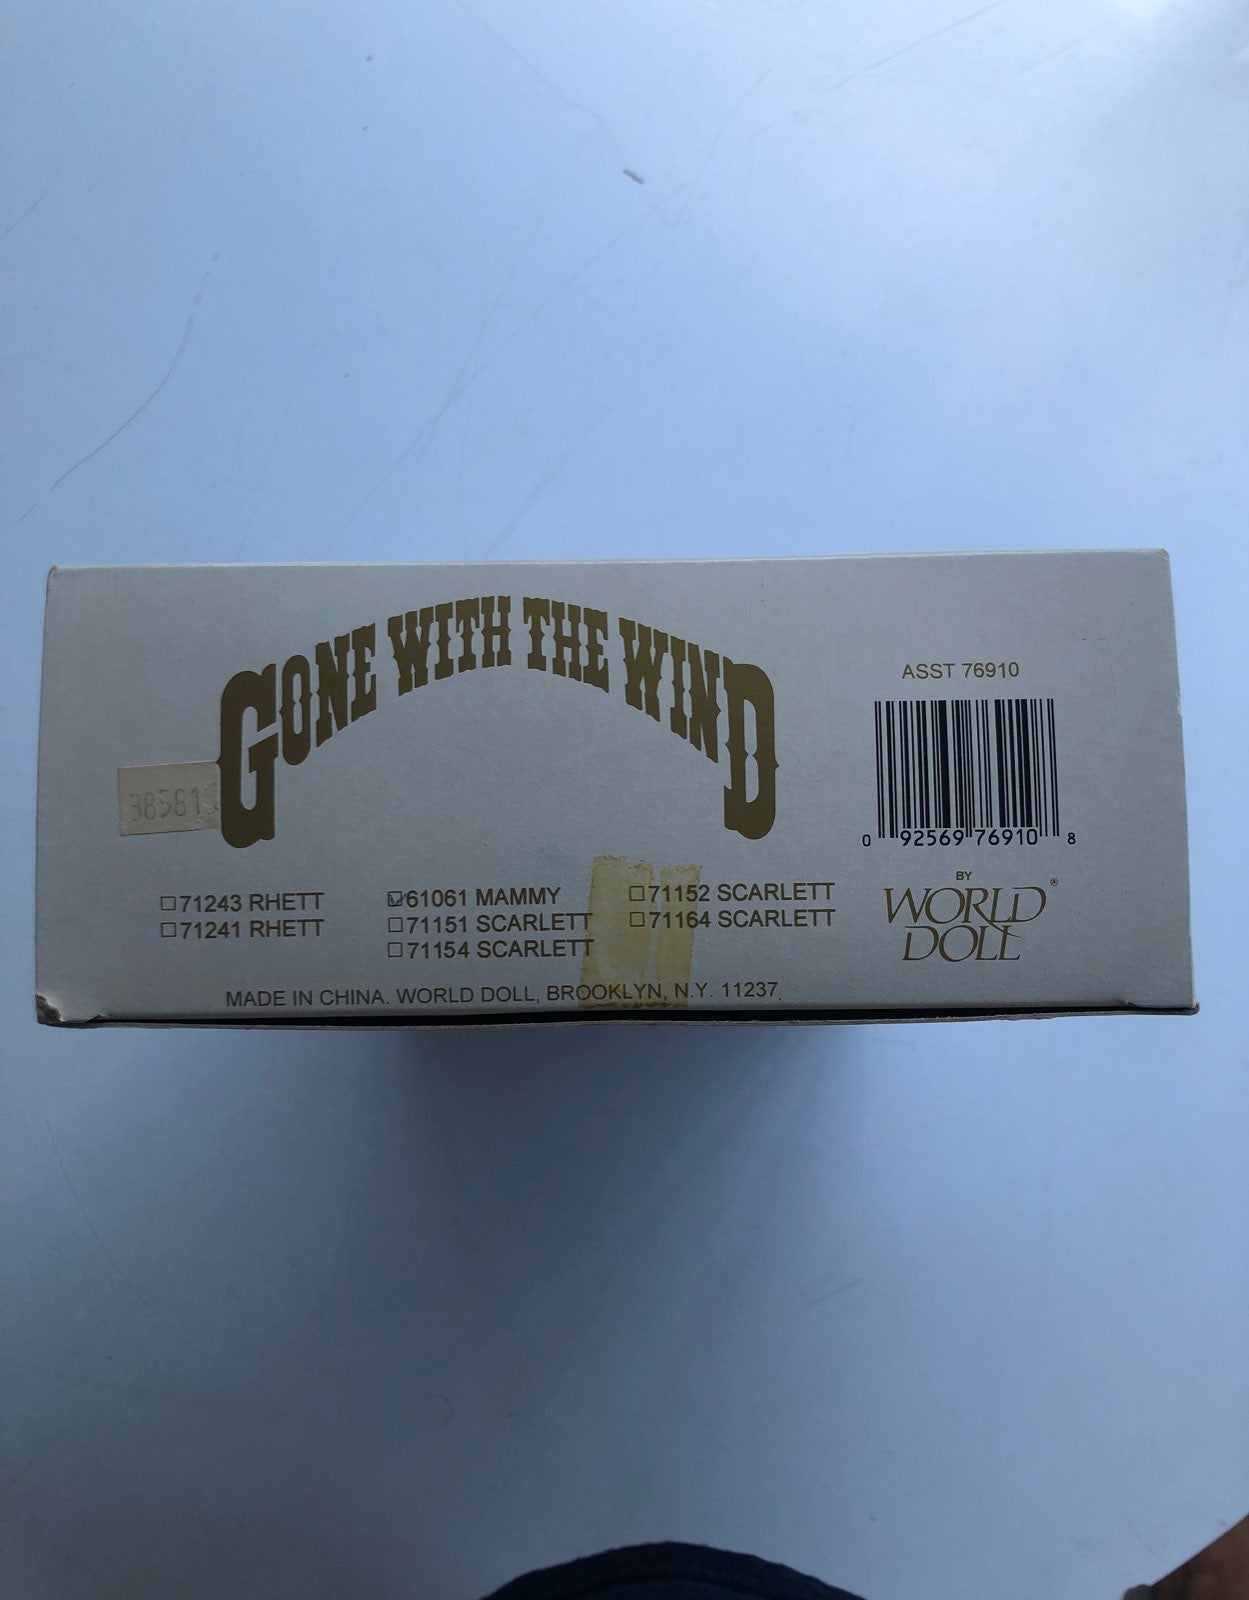 GONE WITH THE WIND
ASST 76910
38561
0 92569 76910 8
☐71243 RHETT
☐71241 RHETT
☑61061 MAMMY
☐71151 SCARLETT
☐71154 SCARLETT
☐71152 SCARLETT
☐71164 SCARLETT
BY
WORLD®
DOLL
MADE IN CHINA. WORLD DOLL, BROOKLYN, N.Y. 11237.